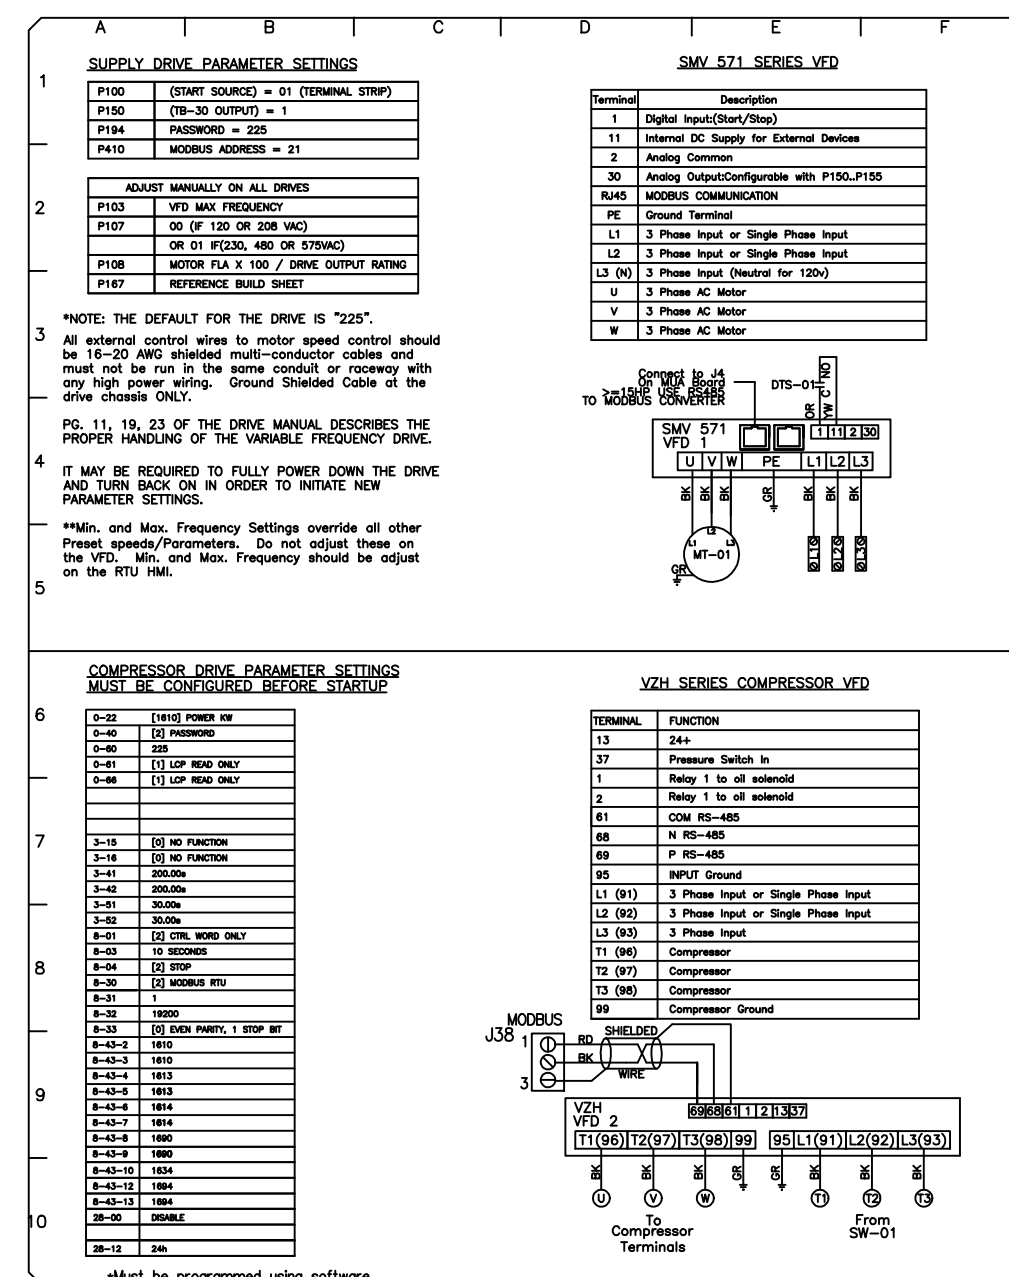 A B C D E F
1
SUPPLY DRIVE PARAMETER SETTINGS
P100 (START SOURCE) = 01 (TERMINAL STRIP)
P150 (TB-30 OUTPUT) = 1
P194 PASSWORD = 225
P410 MODBUS ADDRESS = 21
2
ADJUST MANUALLY ON ALL DRIVES
P103 VFD MAX FREQUENCY
P107 00 (IF 120 OR 208 VAC)
OR 01 IF(230, 480 OR 575VAC)
P108 MOTOR FLA X 100 / DRIVE OUTPUT RATING
P167 REFERENCE BUILD SHEET
3
*NOTE: THE DEFAULT FOR THE DRIVE IS "225".
All external control wires to motor speed control should
be 16-20 AWG shielded multi-conductor cables and
must not be run in the same conduit or raceway with
any high power wiring. Ground Shielded Cable at the
drive chassis ONLY.
4
PG. 11, 19, 23 OF THE DRIVE MANUAL DESCRIBES THE
PROPER HANDLING OF THE VARIABLE FREQUENCY DRIVE.
IT MAY BE REQUIRED TO FULLY POWER DOWN THE DRIVE
AND TURN BACK ON IN ORDER TO INITIATE NEW
PARAMETER SETTINGS.
**Min. and Max. Frequency Settings override all other
Preset speeds/Parameters. Do not adjust these on
the VFD. Min. and Max. Frequency should be adjust
on the RTU HMI.
5
SMV 571 SERIES VFD
Terminal Description
1 Digital Input:(Start/Stop)
11 Internal DC Supply for External Devices
2 Analog Common
30 Analog Output:Configurable with P150..P155
RJ45 MODBUS COMMUNICATION
PE Ground Terminal
L1 3 Phase Input or Single Phase Input
L2 3 Phase Input or Single Phase Input
L3 (N) 3 Phase Input (Neutral for 120v)
U 3 Phase AC Motor
V 3 Phase AC Motor
W 3 Phase AC Motor
Connect to J4
On MUA Board
>=15HP USE RS485
TO MODBUS CONVERTER
DTS-01
NO
C
OR
YW
SMV 571
VFD 1
1 11 2 30
U V W PE L1 L2 L3
BK BK BK GR BK BK BK
L1 L2 L3
MT-01
GR
ØL1Ø ØL2Ø ØL3Ø
6
COMPRESSOR DRIVE PARAMETER SETTINGS
MUST BE CONFIGURED BEFORE STARTUP
0-22 [1610] POWER KW
0-40 [2] PASSWORD
0-60 225
0-61 [1] LCP READ ONLY
0-66 [1] LCP READ ONLY
7
3-15 [0] NO FUNCTION
3-16 [0] NO FUNCTION
3-41 200.00s
3-42 200.00s
3-51 30.00s
3-52 30.00s
8-01 [2] CTRL WORD ONLY
8-03 10 SECONDS
8
8-04 [2] STOP
8-30 [2] MODBUS RTU
8-31 1
8-32 19200
8-33 [0] EVEN PARITY, 1 STOP BIT
8-43-2 1610
8-43-3 1610
8-43-4 1613
9
8-43-5 1613
8-43-6 1614
8-43-7 1614
8-43-8 1690
8-43-9 1690
8-43-10 1634
8-43-12 1694
8-43-13 1694
10
28-00 DISABLE
28-12 24h
*Must be programmed using software
VZH SERIES COMPRESSOR VFD
TERMINAL FUNCTION
13 24+
37 Pressure Switch In
1 Relay 1 to oil solenoid
2 Relay 1 to oil solenoid
61 COM RS-485
68 N RS-485
69 P RS-485
95 INPUT Ground
L1 (91) 3 Phase Input or Single Phase Input
L2 (92) 3 Phase Input or Single Phase Input
L3 (93) 3 Phase Input
T1 (96) Compressor
T2 (97) Compressor
T3 (98) Compressor
99 Compressor Ground
MODBUS
J38
1
3
RD
BK
SHIELDED
WIRE
VZH
VFD 2
69 68 61 1 2 13 37
T1(96) T2(97) T3(98) 99 95 L1(91) L2(92) L3(93)
BK BK BK GR GR BK BK BK
U V W T1 T2 T3
To
Compressor
Terminals
From
SW-01